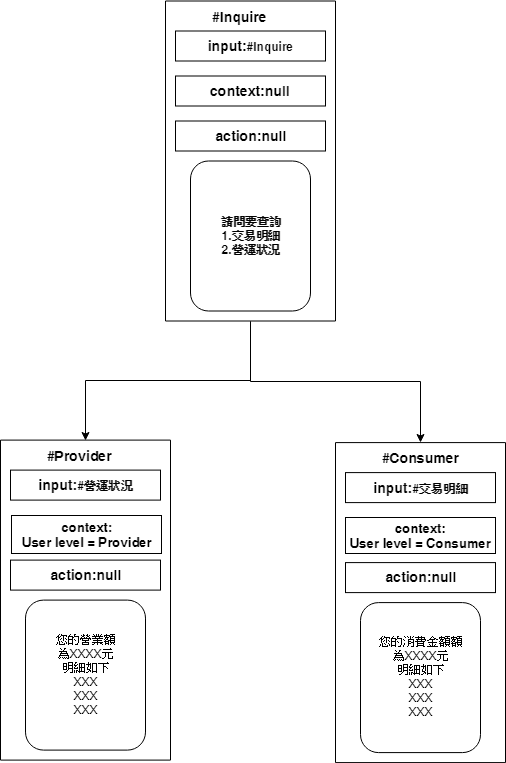 #Inquire
input:#Inquire
context:null
action:null
請問要查詢
1.交易明細
2.營運狀況
#Provider
input:#營運狀況
context:
User level = Provider
action:null
您的營業額
為XXXX元
明細如下
XXX
XXX
XXX
#Consumer
input:#交易明細
context:
User level = Consumer
action:null
您的消費金額額
為XXXX元
明細如下
XXX
XXX
XXX